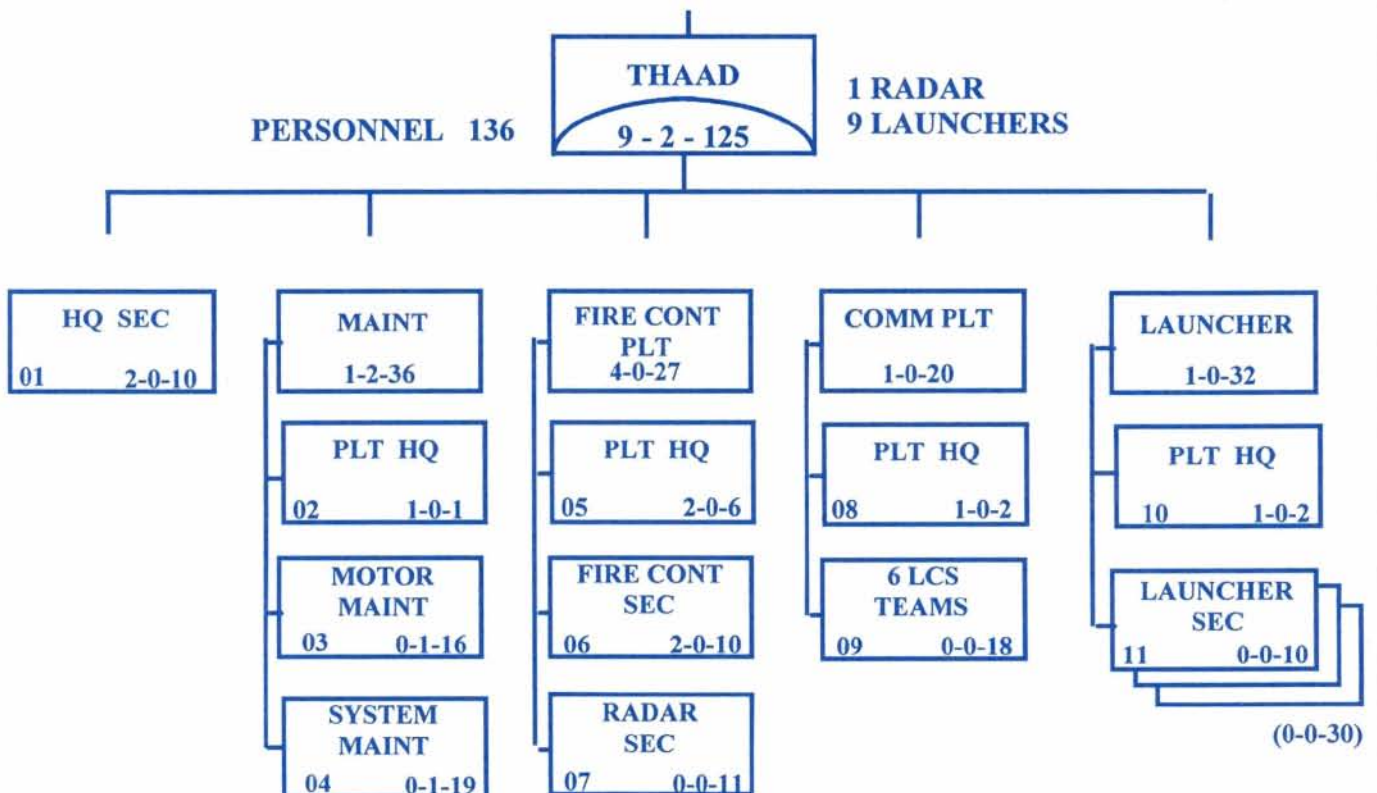 THAAD
9 - 2 - 125
PERSONNEL 136
1 RADAR
9 LAUNCHERS
HQ SEC
01 2-0-10
MAINT
1-2-36
PLT HQ
02 1-0-1
MOTOR
MAINT
03 0-1-16
SYSTEM
MAINT
04 0-1-19
FIRE CONT
PLT
4-0-27
PLT HQ
05 2-0-6
FIRE CONT
SEC
06 2-0-10
RADAR
SEC
07 0-0-11
COMM PLT
1-0-20
PLT HQ
08 1-0-2
6 LCS
TEAMS
09 0-0-18
LAUNCHER
1-0-32
PLT HQ
10 1-0-2
LAUNCHER
SEC
11 0-0-10
(0-0-30)